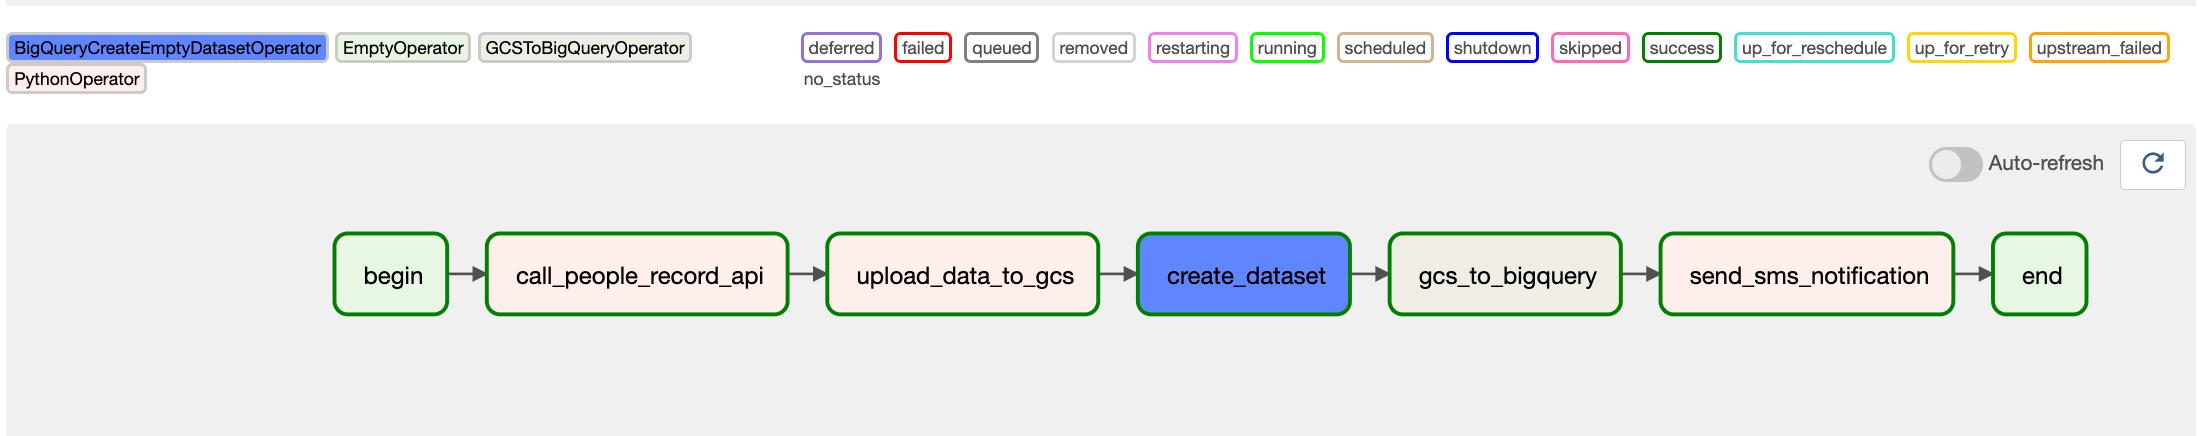 BigQueryCreateEmptyDatasetOperator EmptyOperator GCSToBigQueryOperator
PythonOperator
deferred failed queued removed restarting running scheduled shutdown skipped success up_for_reschedule up_for_retry upstream_failed
no_status
Auto-refresh
begin call_people_record_api upload_data_to_gcs create_dataset gcs_to_bigquery send_sms_notification end